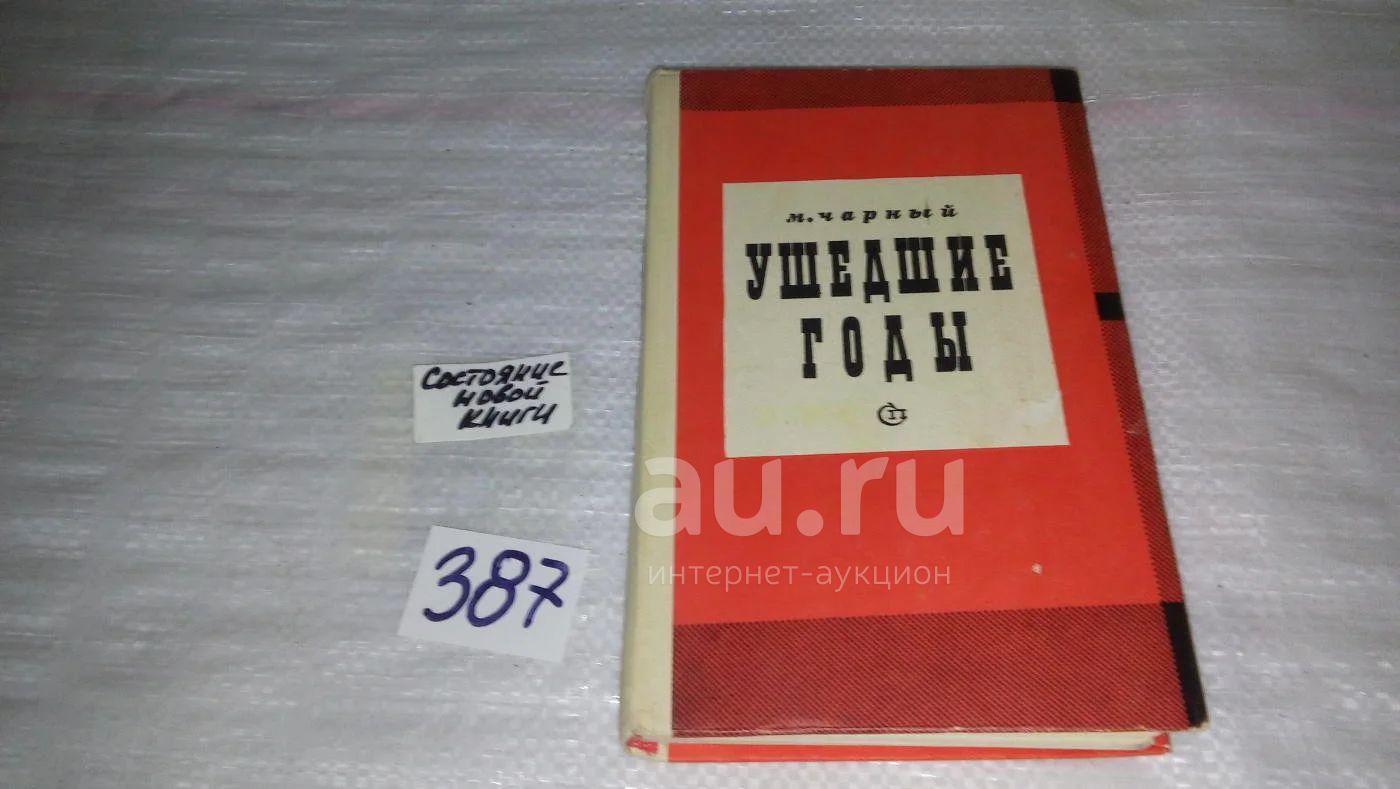 м. чарный
УШЕДШИЕ
ГОДЫ
Состояние
новой
книги
387
au.ru
интернет-аукцион